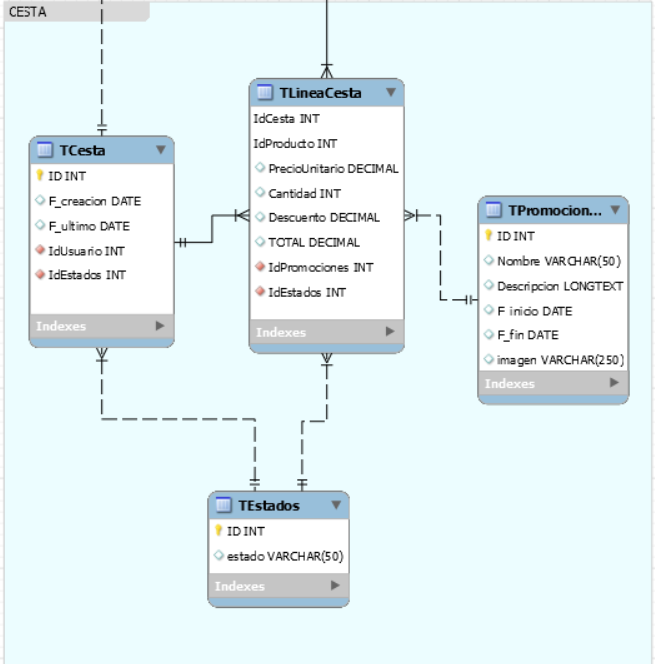 CESTA
TCesta
ID INT
F_creacion DATE
F_ultimo DATE
IdUsuario INT
IdEstados INT
Indexes
TLineaCesta
IdCesta INT
IdProducto INT
PrecioUnitario DECIMAL
Cantidad INT
Descuento DECIMAL
TOTAL DECIMAL
IdPromociones INT
IdEstados INT
Indexes
TPromocion...
ID INT
Nombre VARCHAR(50)
Descripcion LONGTEXT
F inicio DATE
F_fin DATE
imagen VARCHAR(250)
Indexes
TEstados
ID INT
estado VARCHAR(50)
Indexes